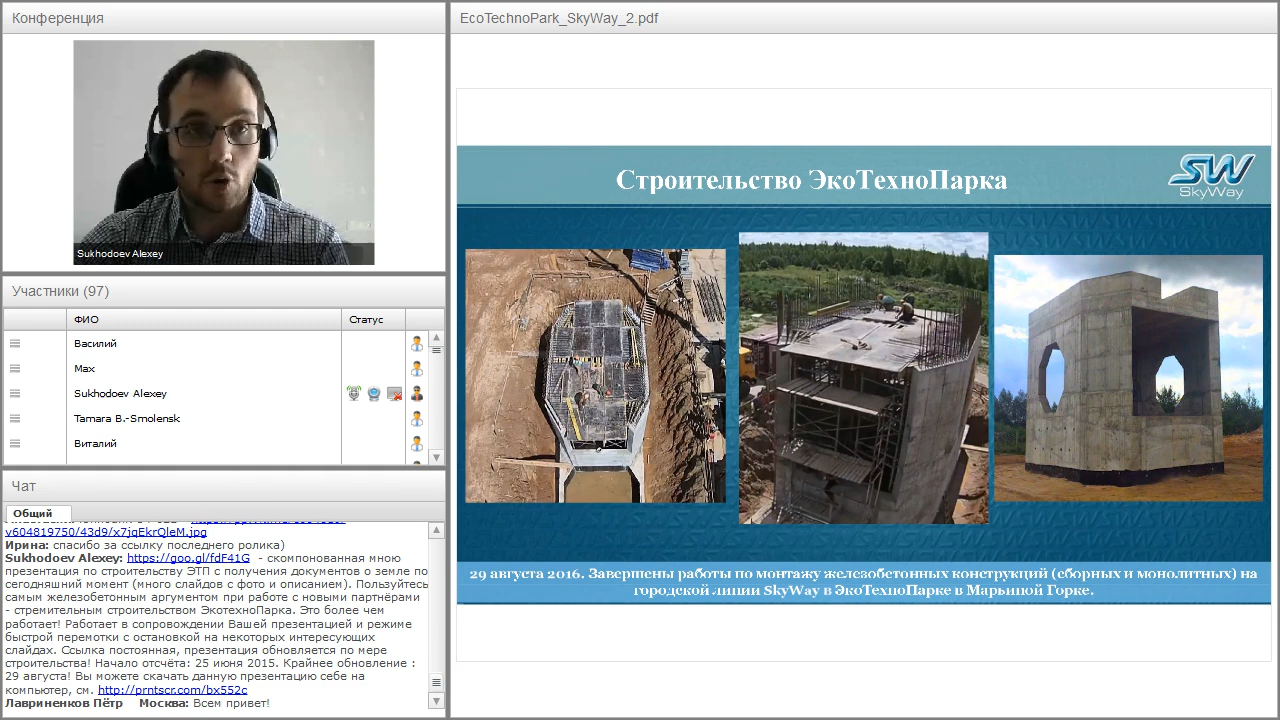 Конференция
Sukhodoev Alexey
Участники (97)
ФИО
Статус
Василий
Max
Sukhodoev Alexey
Tamara B.-Smolensk
Виталий
Чат
Общий
v604819750/43d9/x7jqEkrQleM.jpg
Ирина: спасибо за ссылку последнего ролика)
Sukhodoev Alexey: https://goo.gl/fdF41G - скомпонованная мною
презентация по строительству ЭТП с получения документов о земле по
сегодняшний момент (много слайдов с фото и описанием). Пользуйтесь
самым железобетонным аргументом при работе с новыми партнёрами
- стремительным строительством ЭкотехноПарка. Это более чем
работает! Работает в сопровождении Вашей презентацией и режиме
быстрой перемотки с остановкой на некоторых интересующих
слайдах. Ссылка постоянная, презентация обновляется по мере
строительства! Начало отсчёта: 25 июня 2015. Крайнее обновление :
29 августа! Вы можете скачать данную презентацию себе на
компьютер, см. http://prntscr.com/bx552c
Лавриненков Пётр Москва: Всем привет!
EcoTechnoPark_SkyWay_2.pdf
Строительство ЭкоТехноПарка
SW
SkyWay
29 августа 2016. Завершены работы по монтажу железобетонных конструкций (сборных и монолитных) на
городской линии SkyWay в ЭкоТехноПарке в Марьиной Горке.